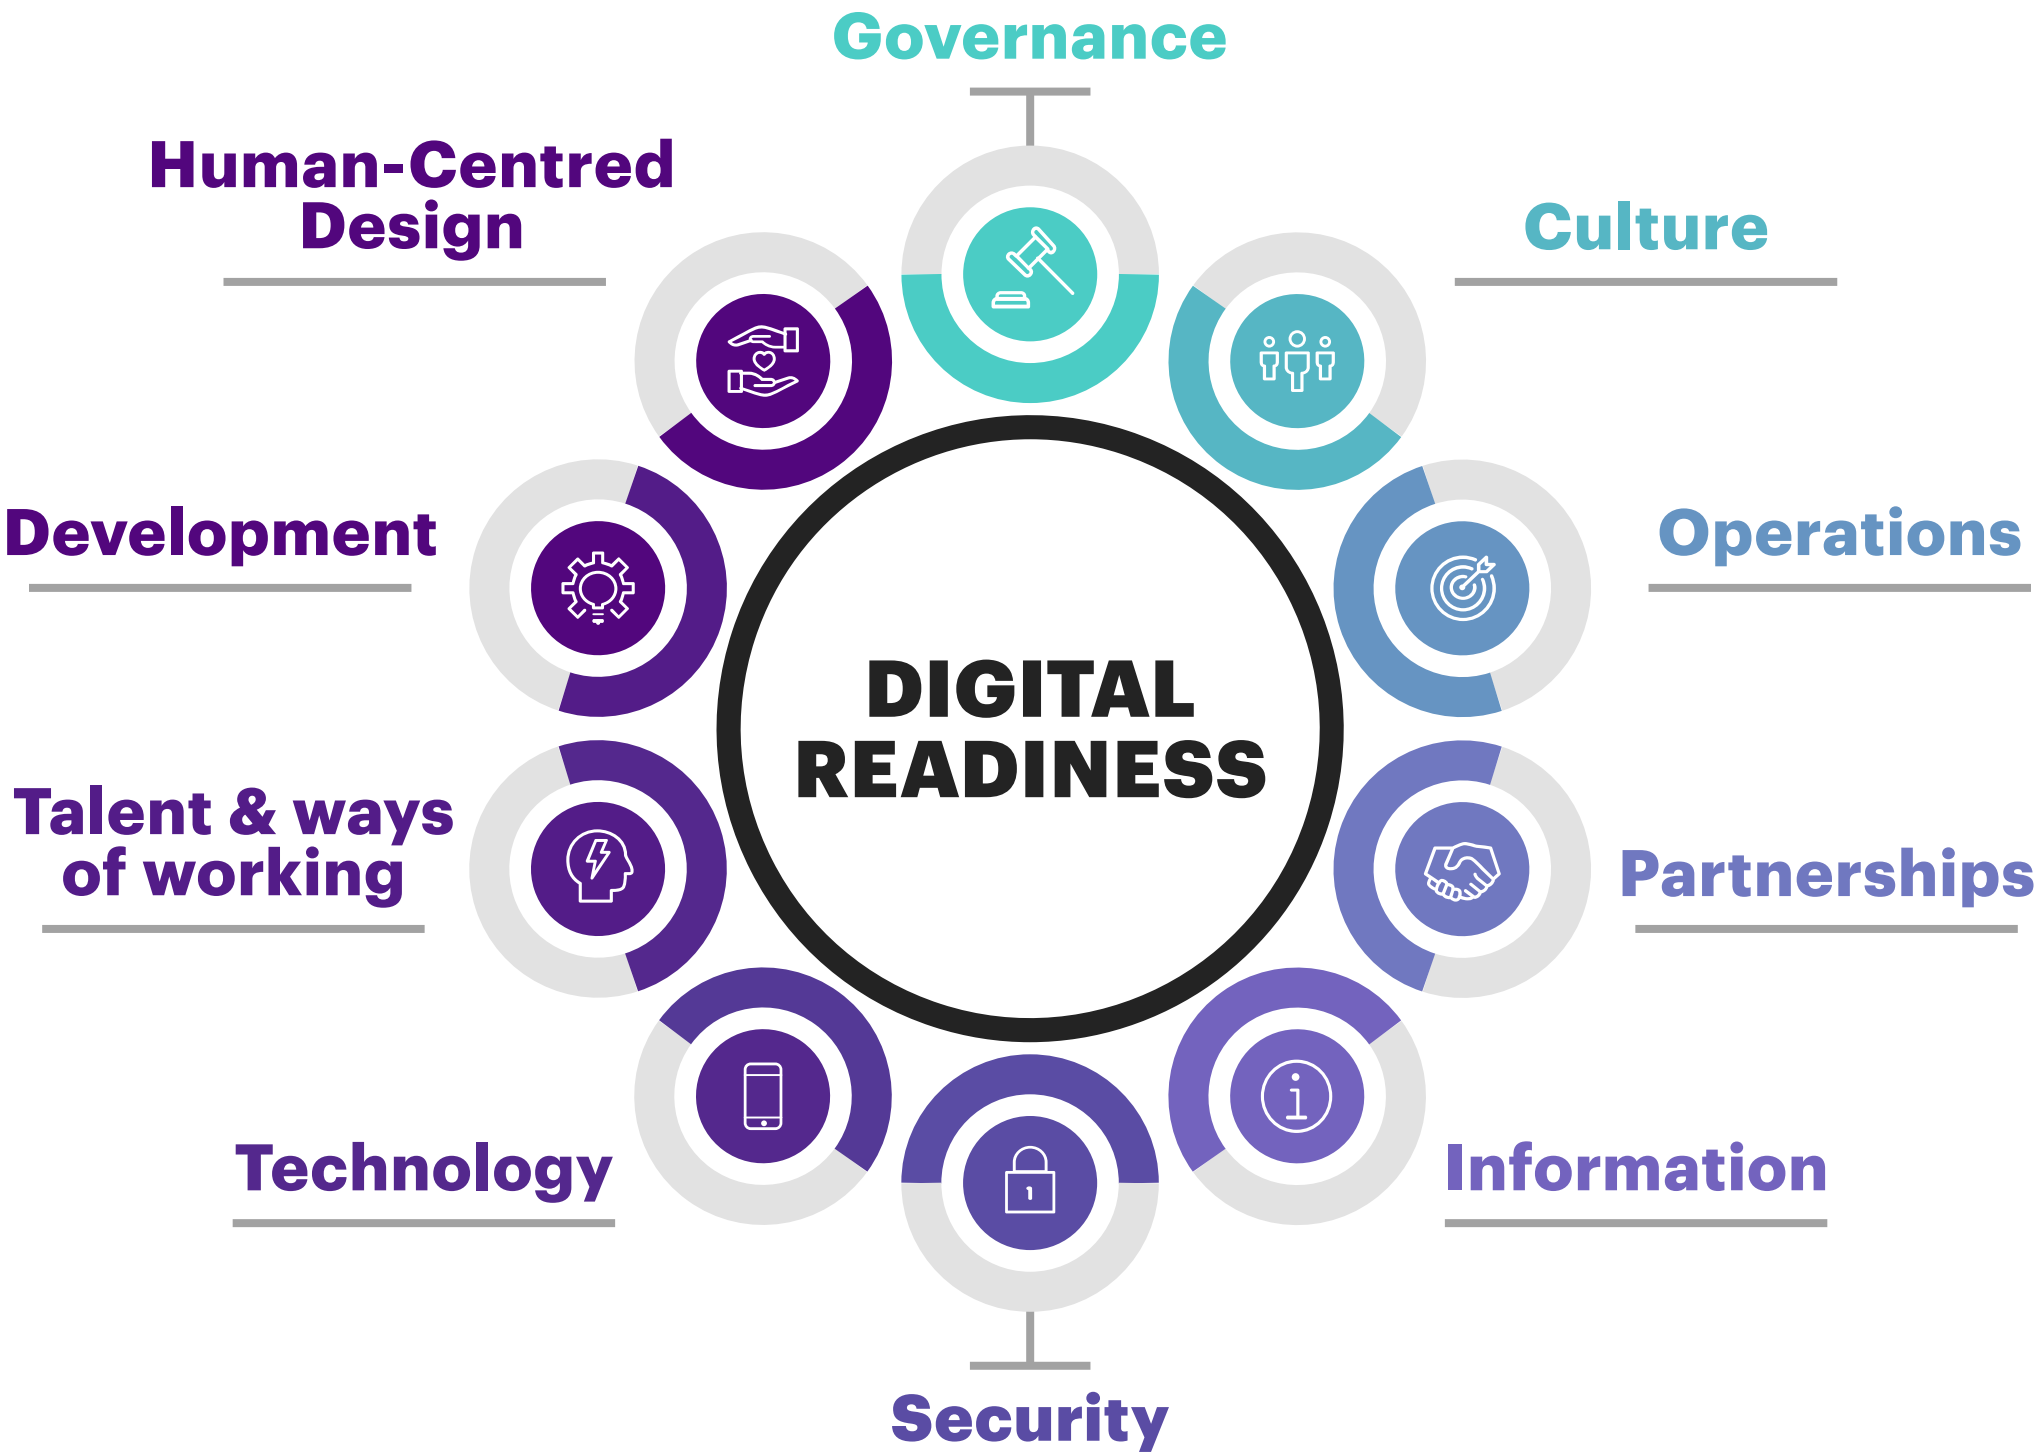 Governance
Human-Centred
Design
Culture
Development
Operations
DIGITAL
READINESS
Talent & ways
of working
Partnerships
Technology
Information
Security